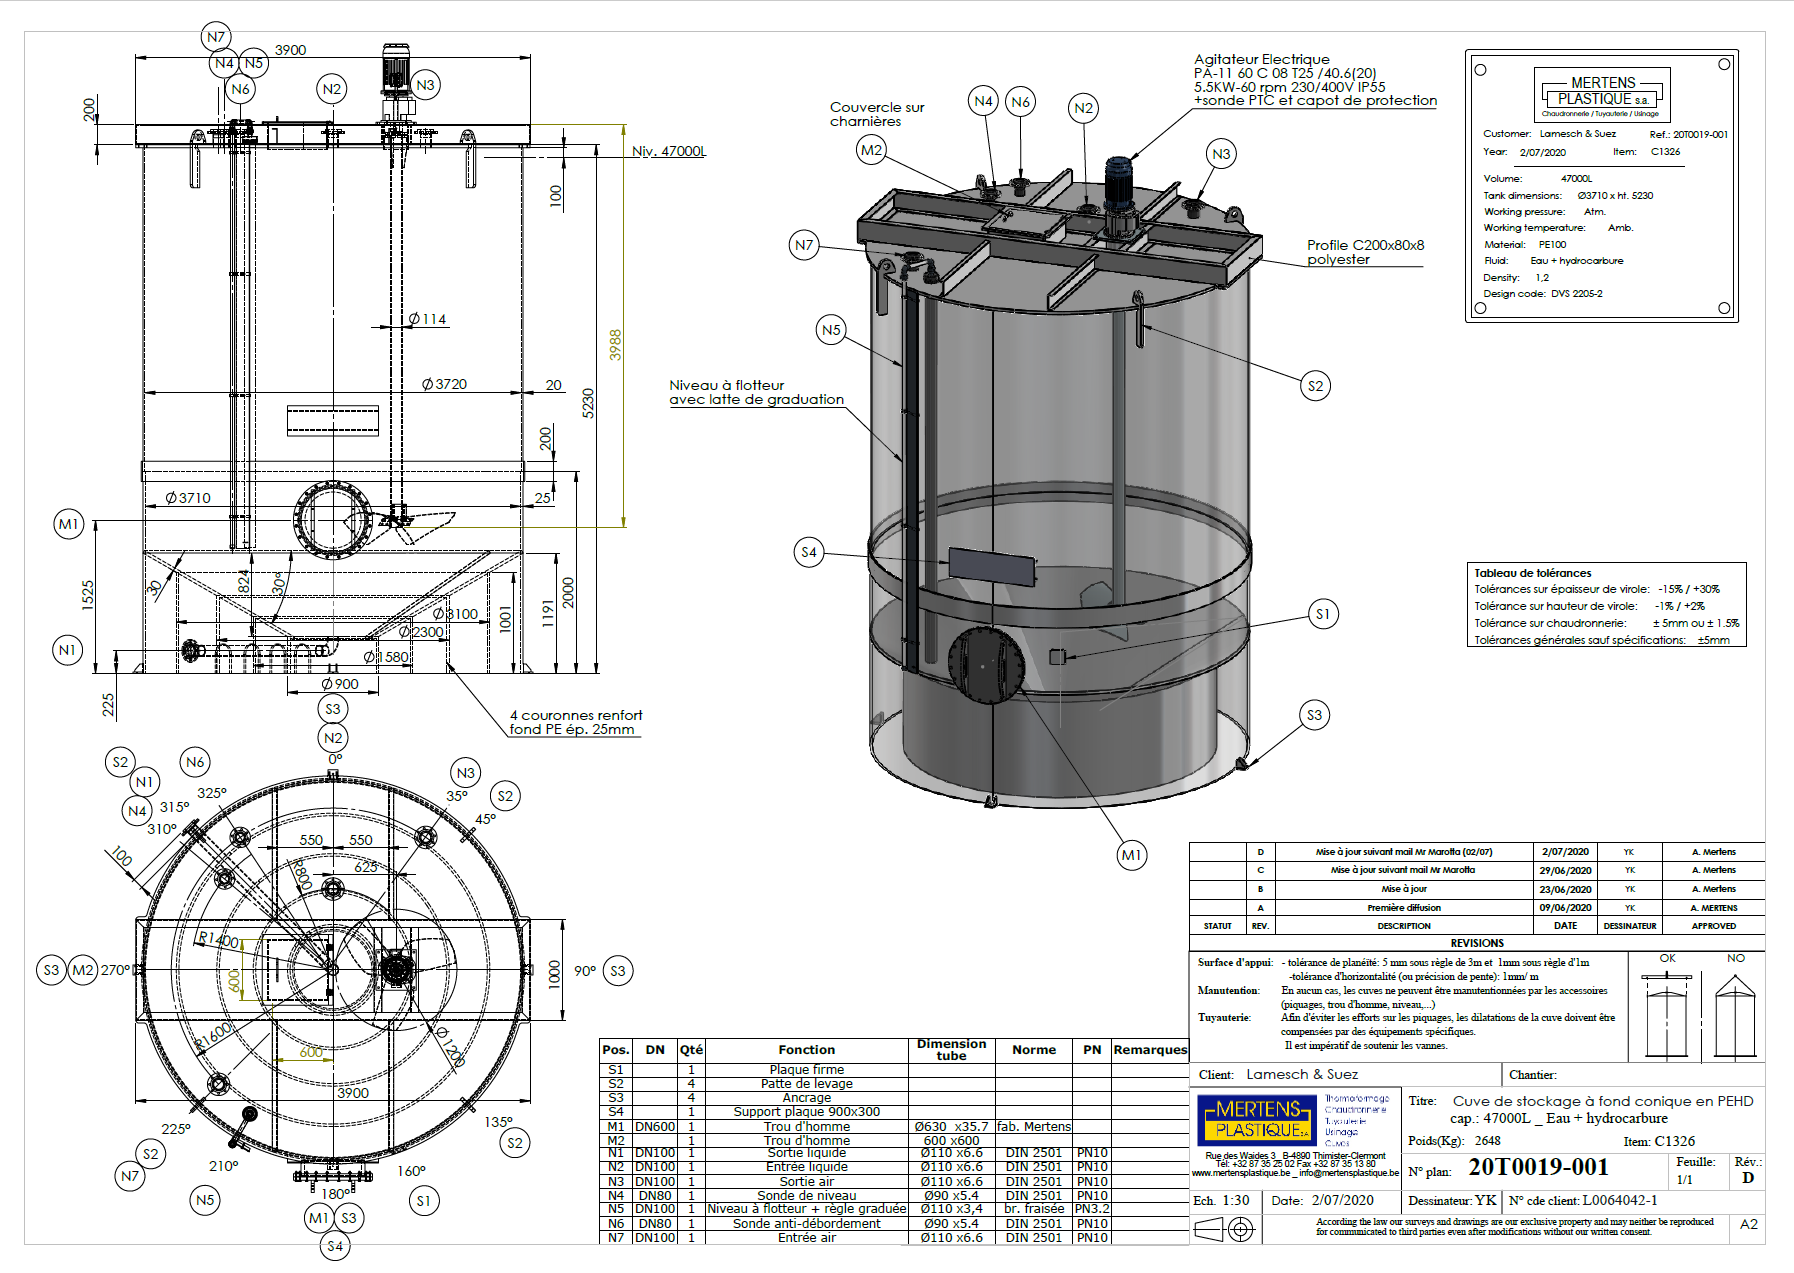 N7
N4
N5
N6
3900
N2
N3
200
Niv. 47000L
100
Ø114
3988
Ø3720
20
5230
200
Ø3710
25
M1
1525
30
824
30°
Ø3100
1001
1191
2000
Ø2300
N1
Ø1580
225
Ø900
S3
N2
0°
4 couronnes renfort
fond PE ép. 25mm
Agitateur Electrique
PA-11 60 C 08 T25 /40.6(20)
5.5KW-60 rpm 230/400V IP55
+sonde PTC et capot de protection
Couvercle sur
charnières
M2
N4
N6
N2
N3
N7
Profile C200x80x8
polyester
N5
S2
Niveau à flotteur
avec latte de graduation
S4
S1
S3
M1
MERTENS
PLASTIQUE s.a.
Chaudronnerie / Tuyauterie / Usinage
Customer: Lamesch & Suez Ref.: 20T0019-001
Year: 2/07/2020 Item: C1326
Volume: 47000L
Tank dimensions: Ø3710 x ht. 5230
Working pressure: Atm.
Working temperature: Amb.
Material: PE100
Fluid: Eau + hydrocarbure
Density: 1,2
Design code: DVS 2205-2
Tableau de tolérances
Tolérances sur épaisseur de virole: -15% / +30%
Tolérance sur hauteur de virole: -1% / +2%
Tolérance sur chaudronnerie: ± 5mm ou ± 1.5%
Tolérances générales sauf spécifications: ±5mm
S2
N1
N6
N4
315°
325°
310°
N3
35°
S2
45°
100
550
550
625
R800
R1400
600
S3
M2
270°
90°
S3
1000
R1600
600
Ø1200
3900
225°
S2
N7
210°
N5
135°
S2
160°
S1
180°
M1
S3
S4
Pos. DN Qté Fonction Dimension tube Norme PN Remarques
S1 1 Plaque firme
S2 4 Patte de levage
S3 4 Ancrage
S4 1 Support plaque 900x300
M1 DN600 1 Trou d'homme Ø630 x35.7 fab. Mertens
M2 1 Trou d'homme 600 x600
N1 DN100 1 Sortie liquide Ø110 x6.6 DIN 2501 PN10
N2 DN100 1 Entrée liquide Ø110 x6.6 DIN 2501 PN10
N3 DN100 1 Sortie air Ø110 x6.6 DIN 2501 PN10
N4 DN80 1 Sonde de niveau Ø90 x5.4 DIN 2501 PN10
N5 DN100 1 Niveau à flotteur + règle graduée Ø110 x3,4 br. fraisée PN3.2
N6 DN80 1 Sonde anti-débordement Ø90 x5.4 DIN 2501 PN10
N7 DN100 1 Entrée air Ø110 x6.6 DIN 2501 PN10
D Mise à jour suivant mail Mr Marotta (02/07) 2/07/2020 YK A. Mertens
C Mise à jour suivant mail Mr Marotta 29/06/2020 YK A. Mertens
B Mise à jour 23/06/2020 YK A. Mertens
A Première diffusion 09/06/2020 YK A. MERTENS
STATUT REV. DESCRIPTION DATE DESSINATEUR APPROVED
REVISIONS
Surface d'appui: - tolérance de planéité: 5 mm sous règle de 3m et 1mm sous règle d'1m
-tolérance d'horizontalité (ou précision de pente): 1mm/ m
Manutention: En aucun cas, les cuves ne peuvent être manutentionnées par les accessoires
(piquages, trou d'homme, niveau,...)
Tuyauterie: Afin d'éviter les efforts sur les piquages, les dilatations de la cuve doivent être
compensées par des équipements spécifiques.
Il est impératif de soutenir les vannes.
OK
NO
Client: Lamesch & Suez
Chantier:
MERTENS
PLASTIQUE s.a.
Thermoformage
Chaudronnerie
Tuyauterie
Usinage
Cuves
Rue des Waides 3_ B-4890 Thimister-Clermont
Tél: +32 87 35 25 02 Fax +32 87 35 13 80
www.mertensplastique.be _ info@mertensplastique.be
Titre: Cuve de stockage à fond conique en PEHD
cap.: 47000L _ Eau + hydrocarbure
Poids(Kg): 2648 Item: C1326
N° plan: 20T0019-001
Feuille: 1/1
Rév.: D
Ech. 1:30 Date: 2/07/2020 Dessinateur: YK N° cde client: L0064042-1
According the law our surveys and drawings are our exclusive property and may neither be reproduced
for communicated to third parties even after modifications without our written consent.
A2